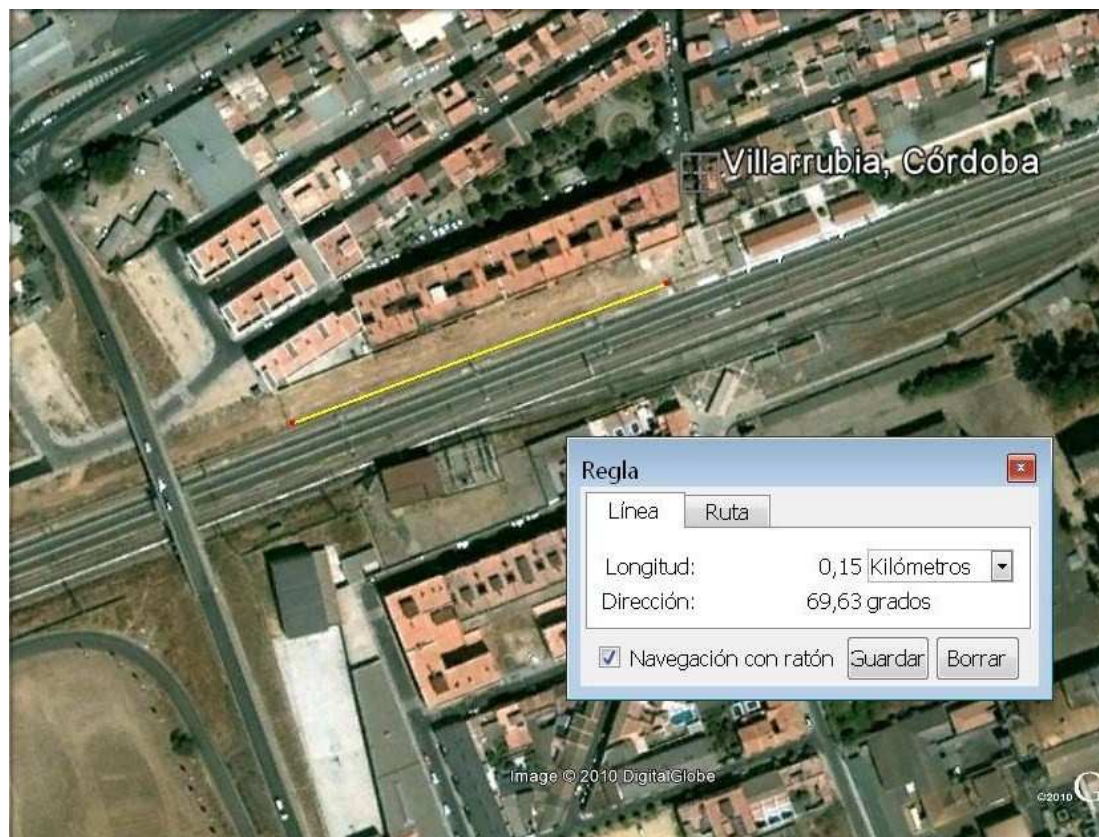 Villarrubia, Córdoba
Regla
Línea Ruta
Longitud: 0,15 Kilómetros
Dirección: 69,63 grados
Navegación con ratón Guardar Borrar
Image © 2010 DigitalGlobe
©2010 G